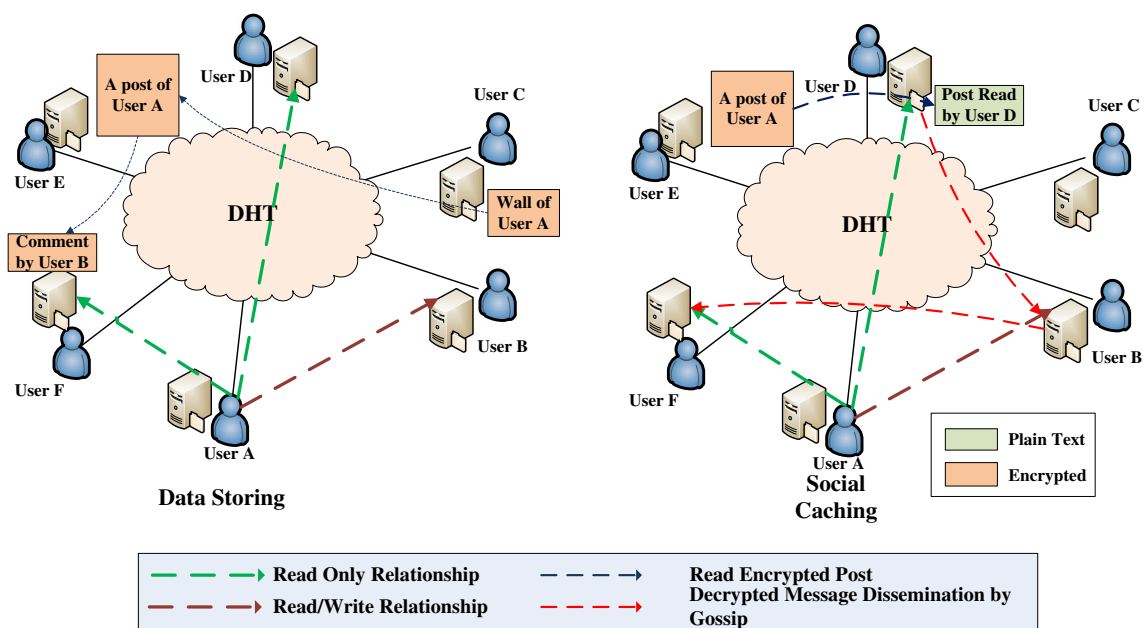 User D
A post of
User A
User C
User E
DHT
Wall of
User A
Comment
by User B
User B
User F
User A
Data Storing
User D
A post of
User A
Post Read
by User D
User C
User E
DHT
User B
User F
User A
Social
Caching
Plain Text
Encrypted
Read Only Relationship
Read Encrypted Post
Read/Write Relationship
Decrypted Message Dissemination by
Gossip